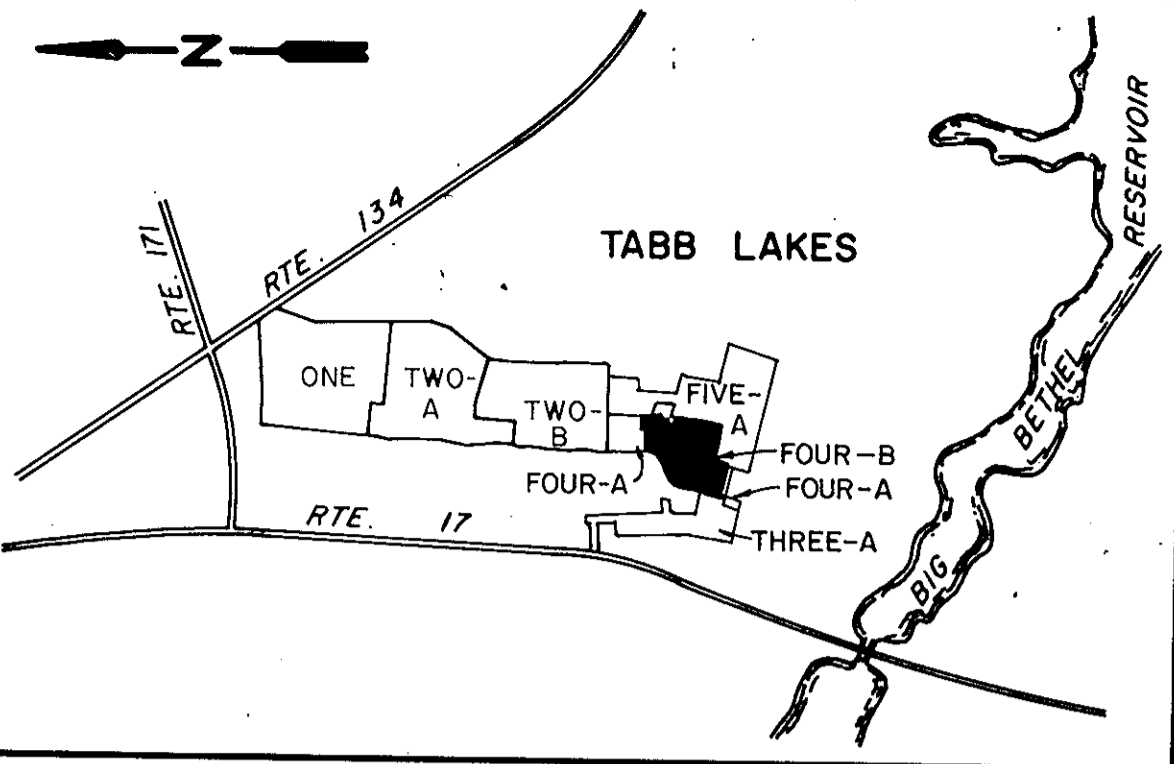 N
RTE. 171
RTE. 134
TABB LAKES
RESERVOIR
ONE
TWO-
A
TWO-
B
FIVE-
A
FOUR-A
FOUR-B
FOUR-A
THREE-A
RTE. 17
BIG BETHEL